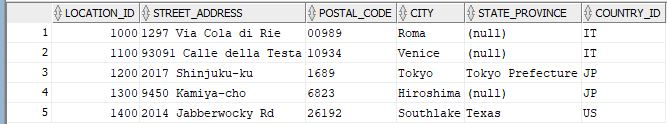 LOCATION_ID STREET_ADDRESS POSTAL_CODE CITY STATE_PROVINCE COUNTRY_ID
1 1000 1297 Via Cola di Rie 00989 Roma (null) IT
2 1100 93091 Calle della Testa 10934 Venice (null) IT
3 1200 2017 Shinjuku-ku 1689 Tokyo Tokyo Prefecture JP
4 1300 9450 Kamiya-cho 6823 Hiroshima (null) JP
5 1400 2014 Jabberwocky Rd 26192 Southlake Texas US